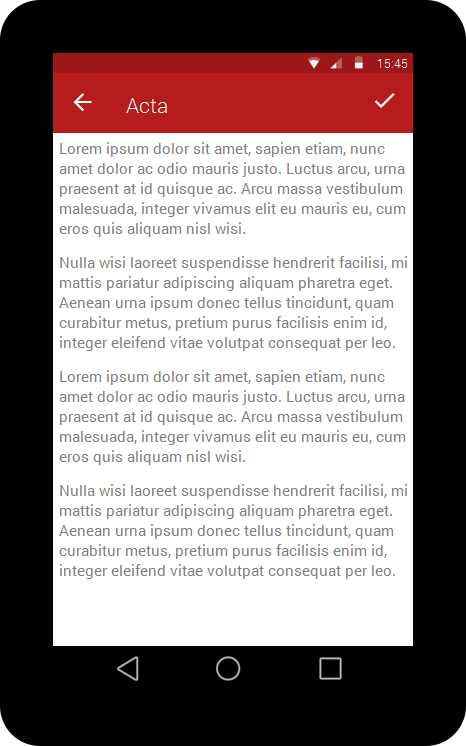 15:45
Acta
Lorem ipsum dolor sit amet, sapien etiam, nunc
amet dolor ac odio mauris justo. Luctus arcu, urna
praesent at id quisque ac. Arcu massa vestibulum
malesuada, integer vivamus elit eu mauris eu, cum
eros quis aliquam nisl wisi.
Nulla wisi laoreet suspendisse hendrerit facilisi, mi
mattis pariatur adipiscing aliquam pharetra eget.
Aenean urna ipsum donec tellus tincidunt, quam
curabitur metus, pretium purus facilisis enim id,
integer eleifend vitae volutpat consequat per leo.
Lorem ipsum dolor sit amet, sapien etiam, nunc
amet dolor ac odio mauris justo. Luctus arcu, urna
praesent at id quisque ac. Arcu massa vestibulum
malesuada, integer vivamus elit eu mauris eu, cum
eros quis aliquam nisl wisi.
Nulla wisi laoreet suspendisse hendrerit facilisi, mi
mattis pariatur adipiscing aliquam pharetra eget.
Aenean urna ipsum donec tellus tincidunt, quam
curabitur metus, pretium purus facilisis enim id,
integer eleifend vitae volutpat consequat per leo.